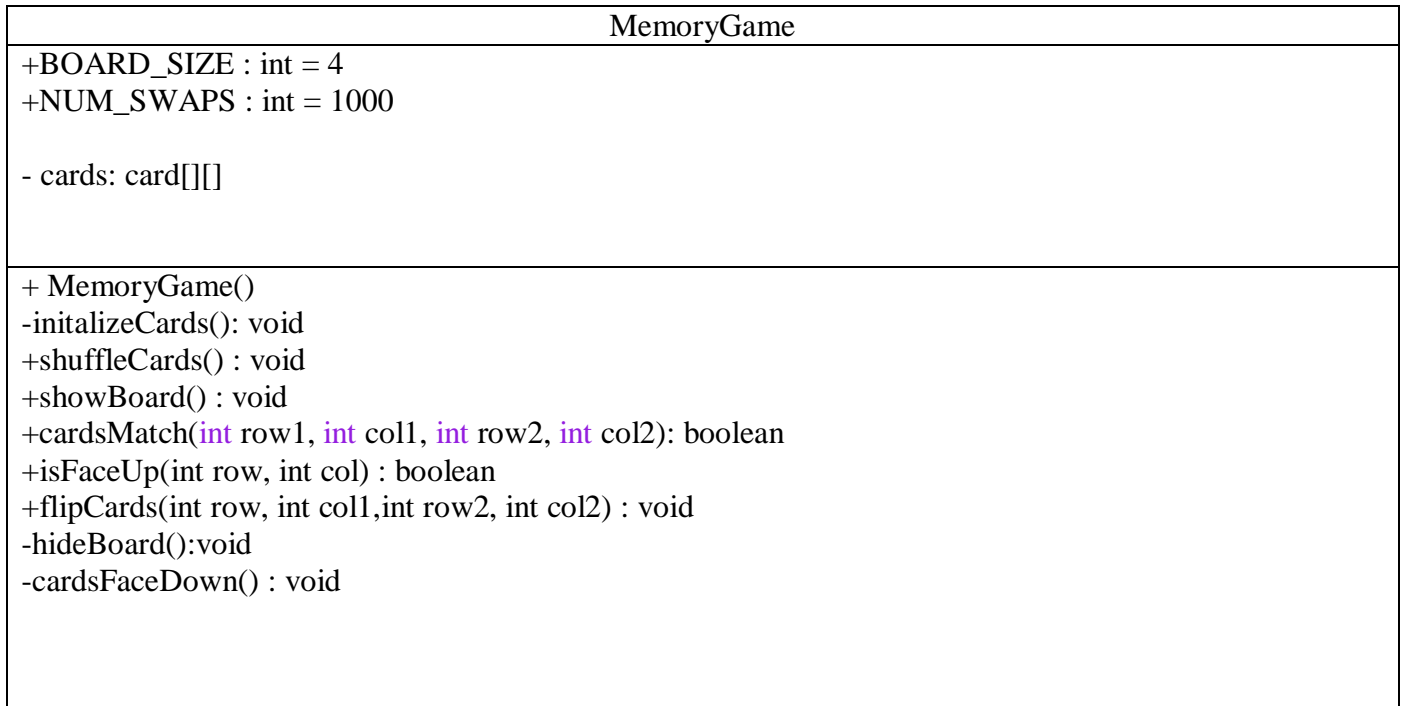 MemoryGame
+BOARD_SIZE : int = 4
+NUM_SWAPS : int = 1000
- cards: card[][]
+ MemoryGame()
-initalizeCards(): void
+shuffleCards() : void
+showBoard() : void
+cardsMatch(int row1, int col1, int row2, int col2): boolean
+isFaceUp(int row, int col) : boolean
+flipCards(int row, int col1,int row2, int col2) : void
-hideBoard():void
-cardsFaceDown() : void